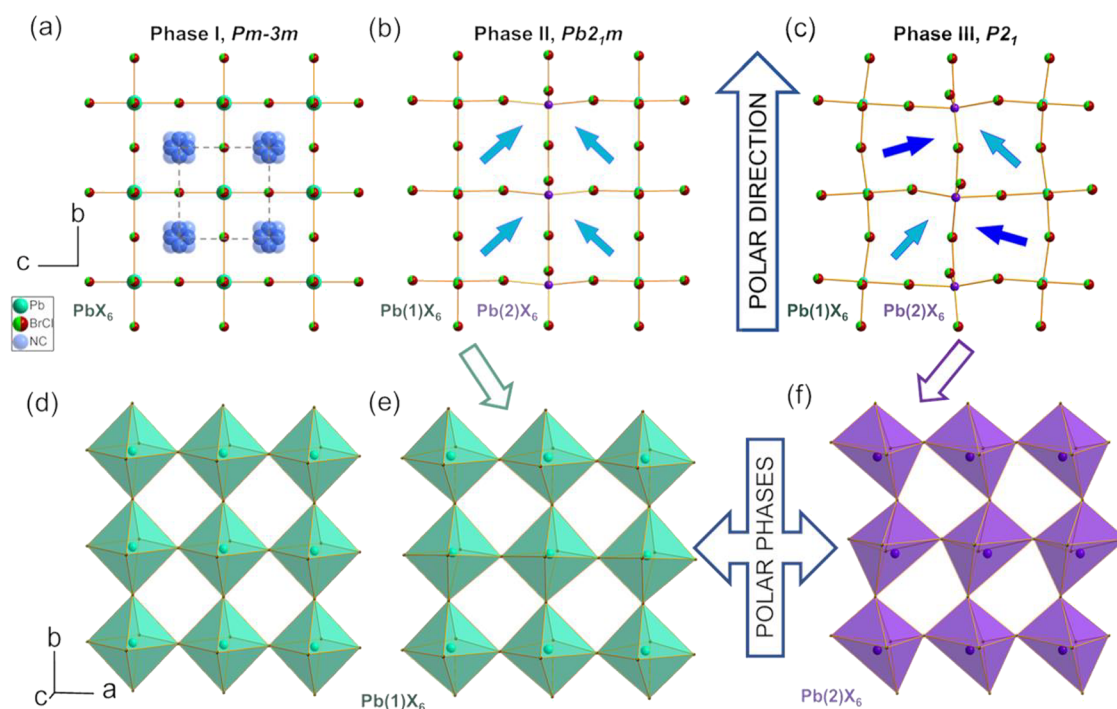 (a)
Phase I, Pm-3m
(b)
Phase II, Pb2₁m
(c)
Phase III, P2₁
b
c
Pb
BrCl
NC
PbX₆
Pb(1)X₆
Pb(2)X₆
POLAR DIRECTION
Pb(1)X₆
Pb(2)X₆
(d)
(e)
(f)
POLAR PHASES
b
c
a
Pb(1)X₆
Pb(2)X₆